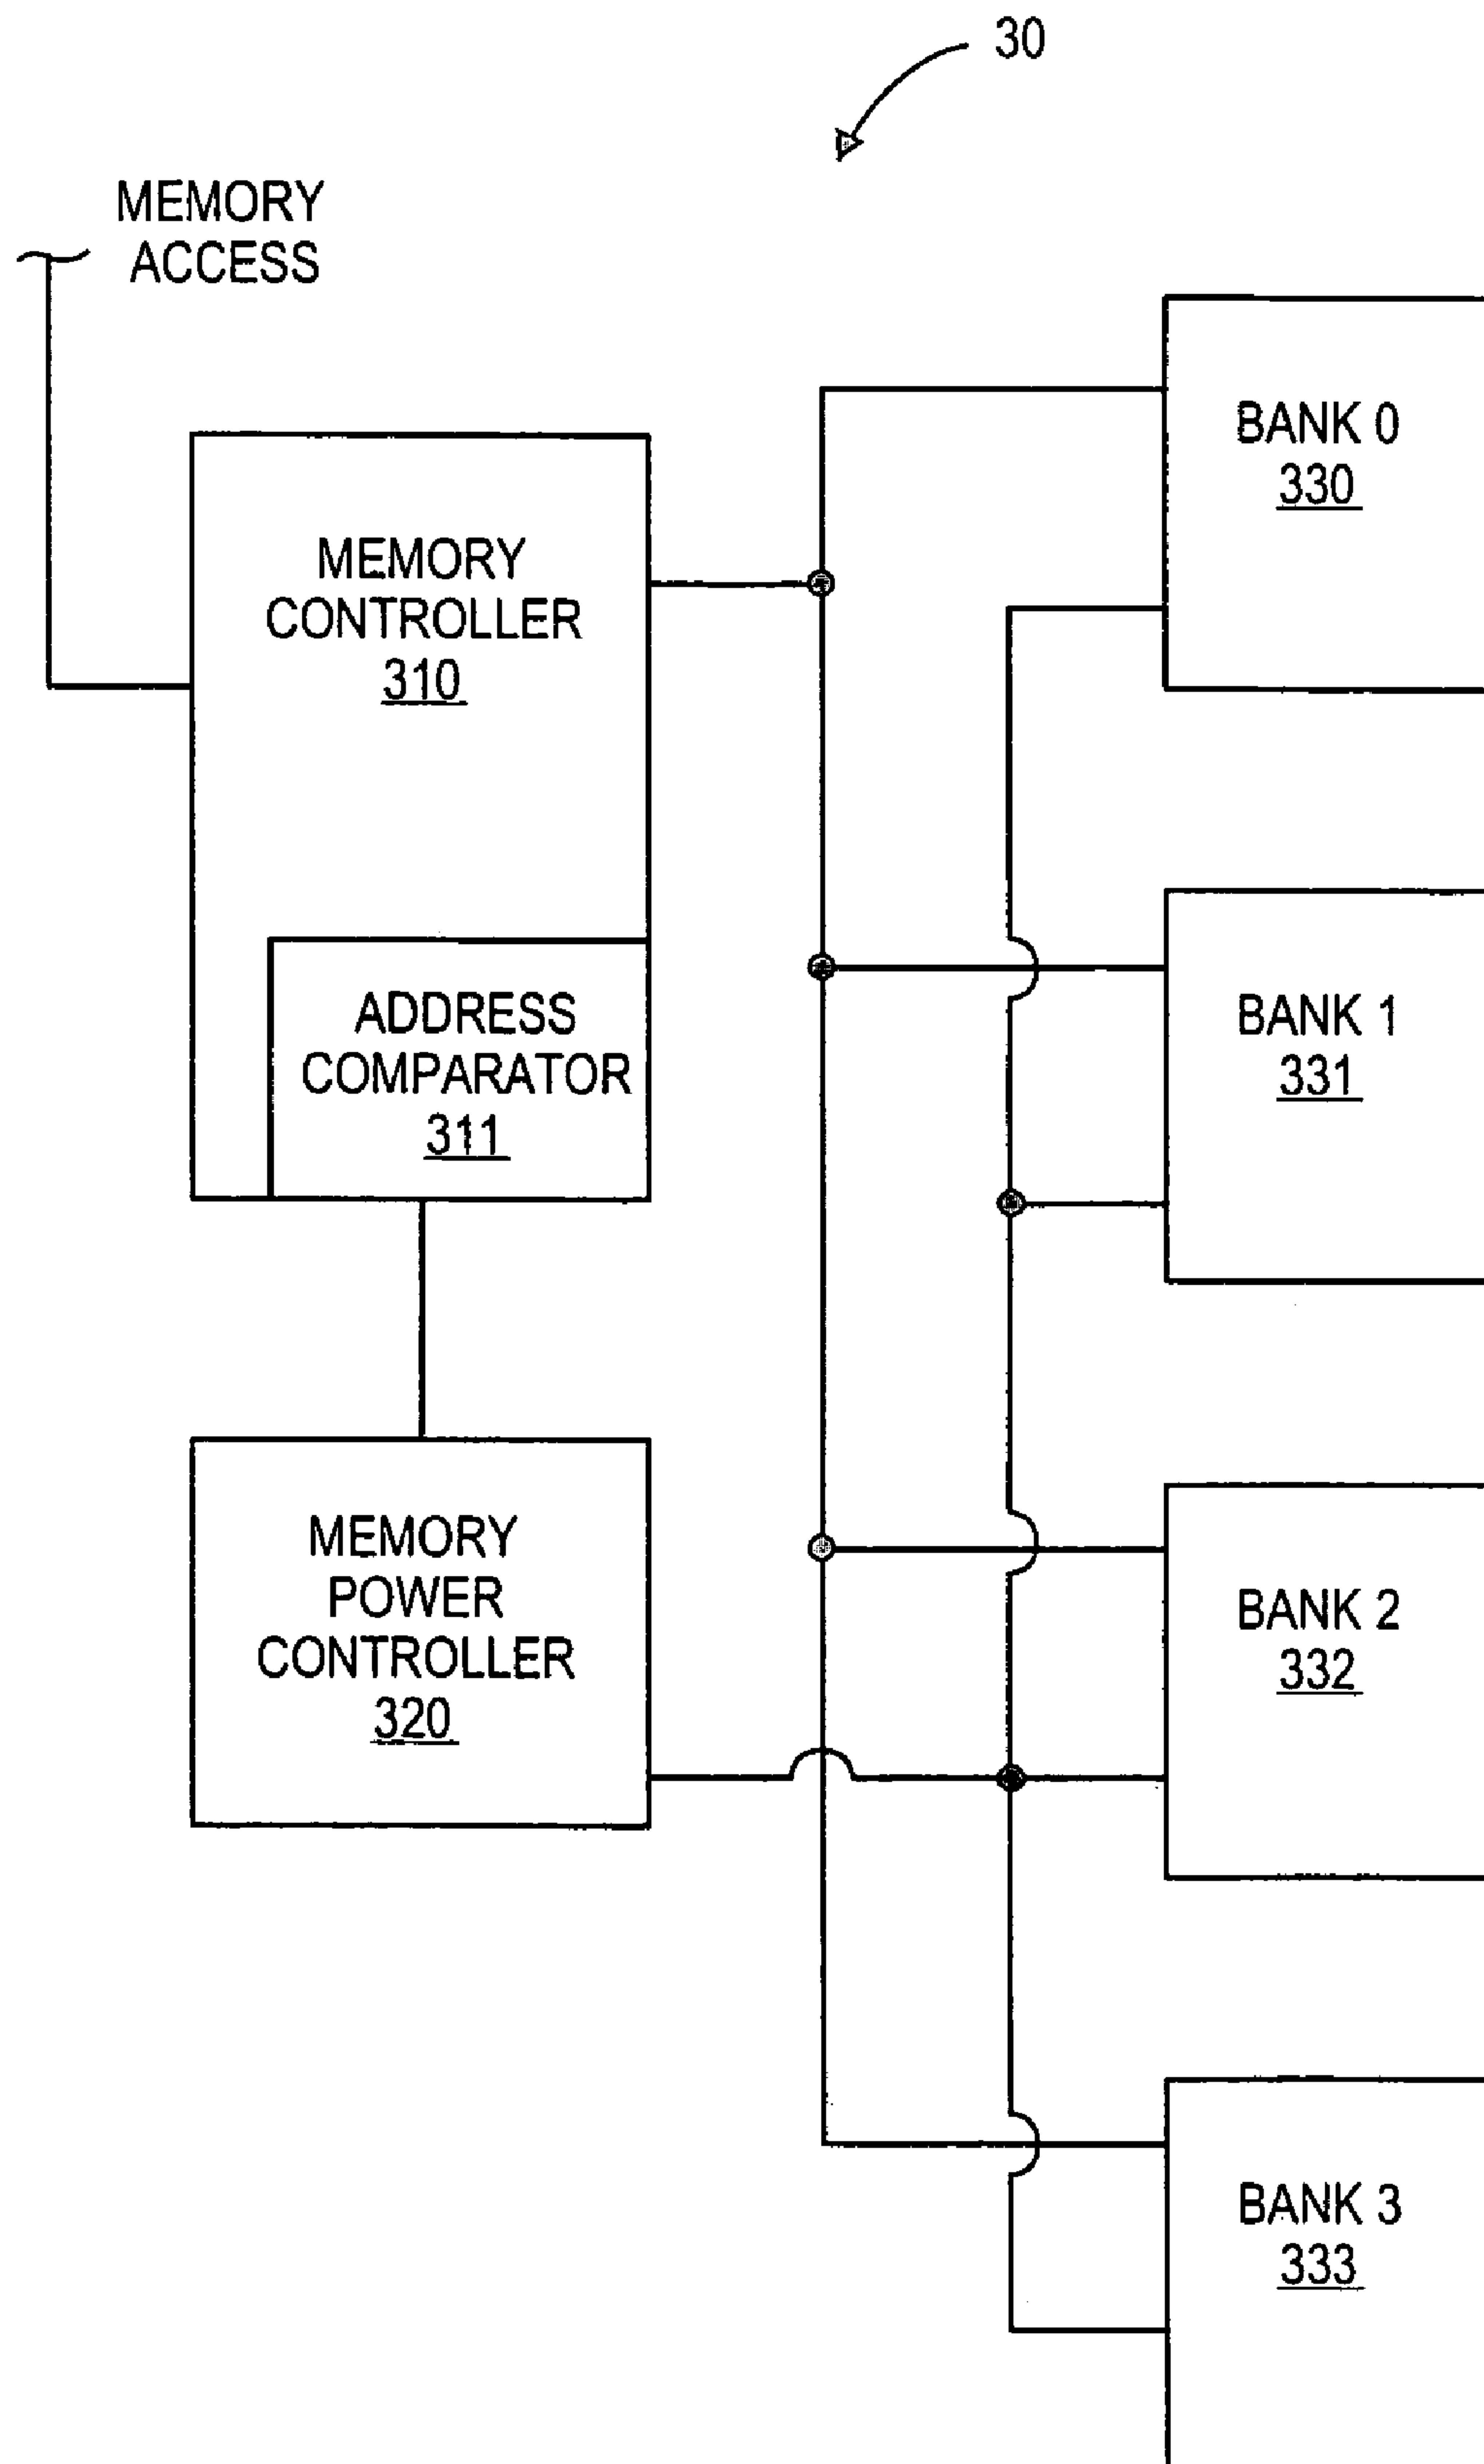 30
MEMORY
ACCESS
MEMORY
CONTROLLER
310
ADDRESS
COMPARATOR
311
MEMORY
POWER
CONTROLLER
320
BANK 0
330
BANK 1
331
BANK 2
332
BANK 3
333